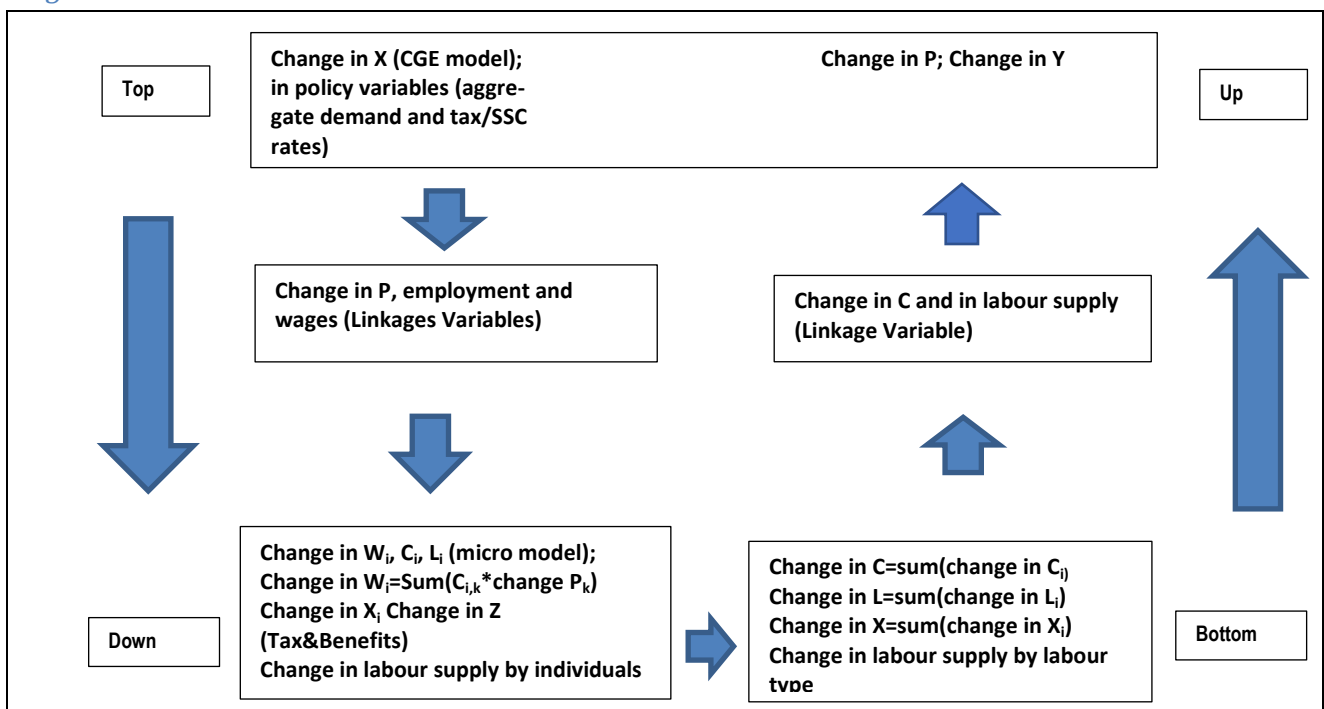 Top
Change in X (CGE model);
in policy variables (aggre-
gate demand and tax/SSC
rates)
Change in P; Change in Y
Up
Change in P, employment and
wages (Linkages Variables)
Change in C and in labour supply
(Linkage Variable)
Down
Change in Wi, Ci, Li (micro model);
Change in Wi=Sum(Ci,k*change Pk)
Change in Xi Change in Z
(Tax&Benefits)
Change in labour supply by individuals
Change in C=sum(change in Ci)
Change in L=sum(change in Li)
Change in X=sum(change in Xi)
Change in labour supply by labour
type
Bottom